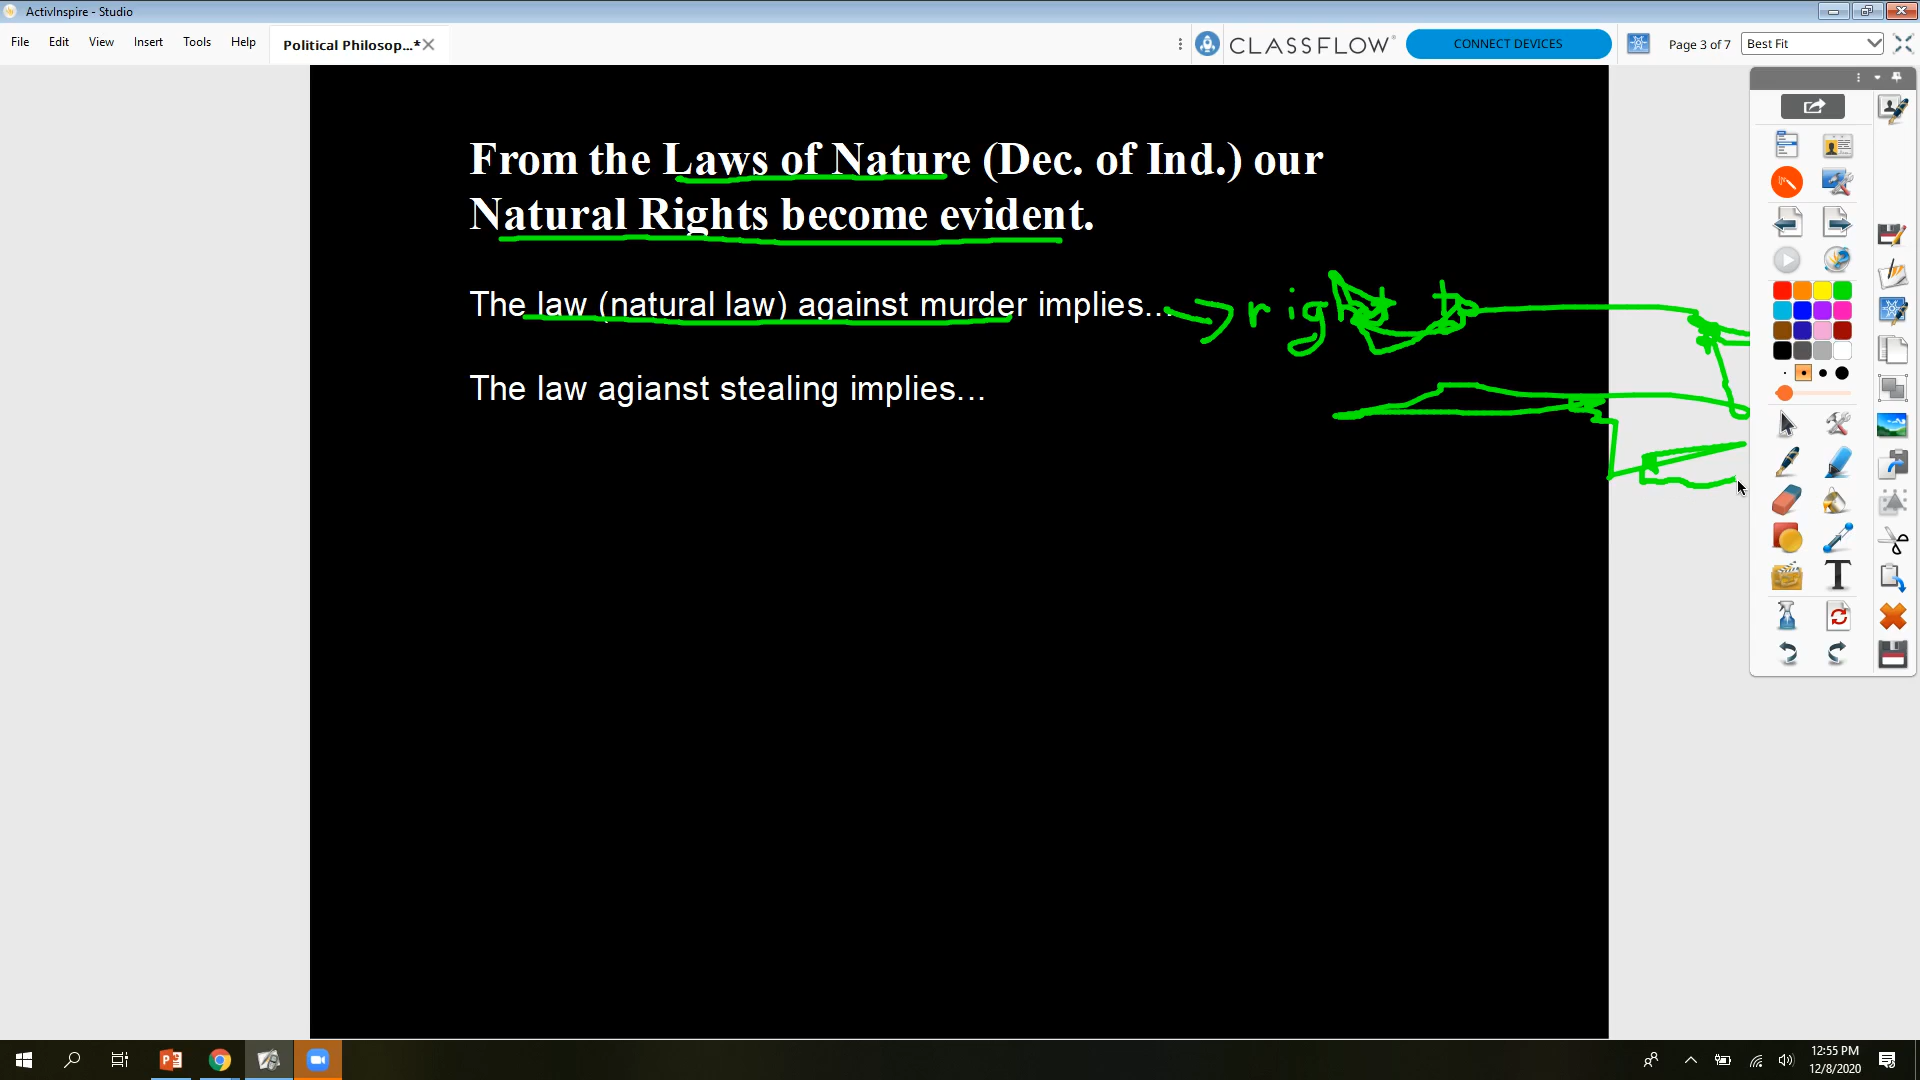 ActivInspire - Studio
File Edit View Insert Tools Help
Political Philosop...*
CLASSFLOW
CONNECT DEVICES
Page 3 of 7
Best Fit
From the Laws of Nature (Dec. of Ind.) our
Natural Rights become evident.
The law (natural law) against murder implies... right to
The law agianst stealing implies...
T
12:55 PM
12/8/2020